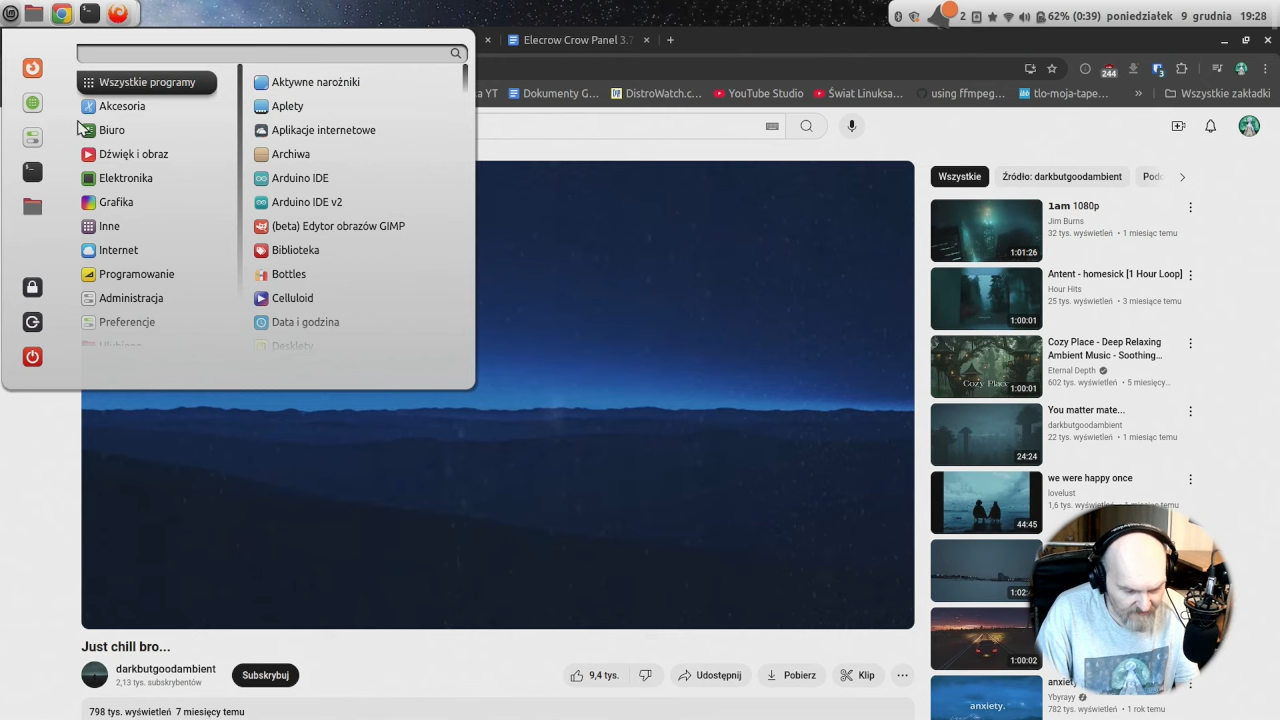 2
62% (0:39) poniedziałek 9 grudnia 19:28
Elecrow Crow Panel 3.7
244
3
ka YT
Dokumenty G...
DistroWatch.c...
YouTube Studio
Świat Linuksa...
using ffmpeg...
tlo-moja-tape...
Wszystkie zakładki
Wszystkie programy
Akcesoria
Biuro
Dźwięk i obraz
Elektronika
Grafika
Inne
Internet
Programowanie
Administracja
Preferencje
Ulubione
Aktywne narożniki
Aplety
Aplikacje internetowe
Archiwa
Arduino IDE
Arduino IDE v2
(beta) Edytor obrazów GIMP
Biblioteka
Bottles
Celluloid
Data i godzina
Desklety
Wszystkie
Źródło: darkbutgoodambient
1am 1080p
Jim Burns
32 tys. wyświetleń • 1 miesiąc temu
1:01:26
Antent - homesick [1 Hour Loop]
Hour Hits
25 tys. wyświetleń • 3 miesiące temu
1:00:01
Cozy Place - Deep Relaxing
Ambient Music - Soothing...
Eternal Depth
602 tys. wyświetleń • 5 miesięcy...
Cozy Place
1:00:01
You matter mate...
darkbutgoodambient
22 tys. wyświetleń • 1 miesiąc temu
24:24
we were happy once
lovelust
1,6 tys. wyświetleń • 1 miesiąc temu
44:45
1:02:
1:00:02
anxiety
Ybyrayy
782 tys. wyświetleń • 1 rok temu
anxiety.
Just chill bro...
darkbutgoodambient
2,13 tys. subskrybentów
Subskrybuj
9,4 tys.
Udostępnij
Pobierz
Klip
798 tys. wyświetleń 7 miesięcy temu